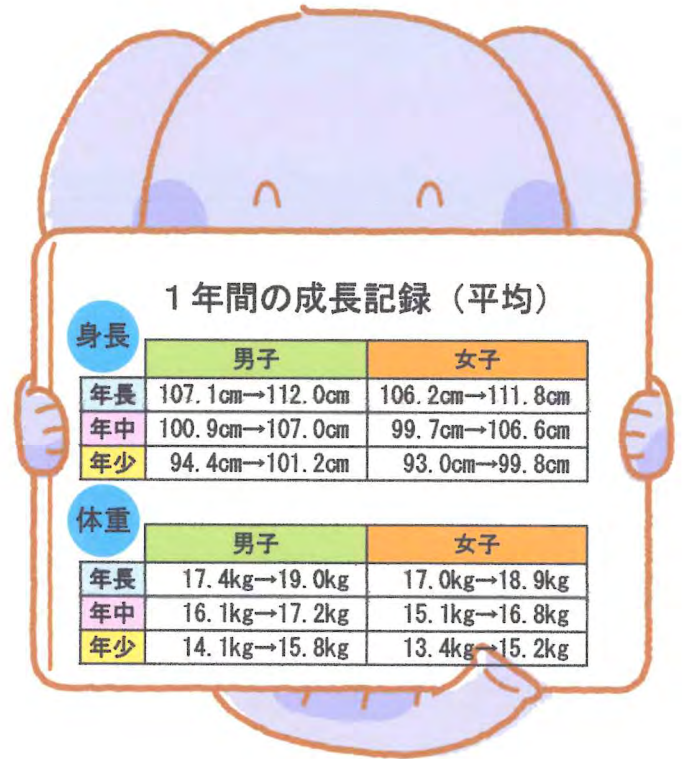 1年間の成長記録（平均）
身長
男子 女子
年長 107.1cm→112.0cm 106.2cm→111.8cm
年中 100.9cm→107.0cm 99.7cm→106.6cm
年少 94.4cm→101.2cm 93.0cm→99.8cm
体重
男子 女子
年長 17.4kg→19.0kg 17.0kg→18.9kg
年中 16.1kg→17.2kg 15.1kg→16.8kg
年少 14.1kg→15.8kg 13.4kg→15.2kg